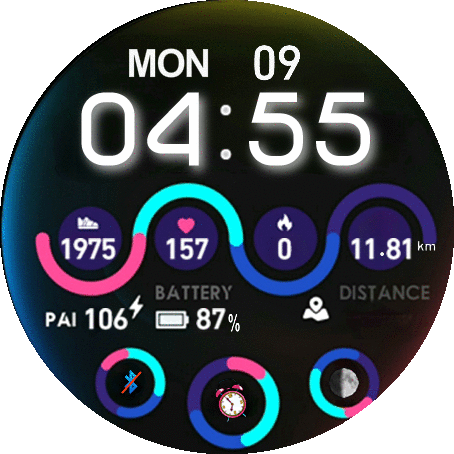 MON 09
04:55
1975 157 0 11.81 km
BATTERY DISTANCE
PAI 106 87%